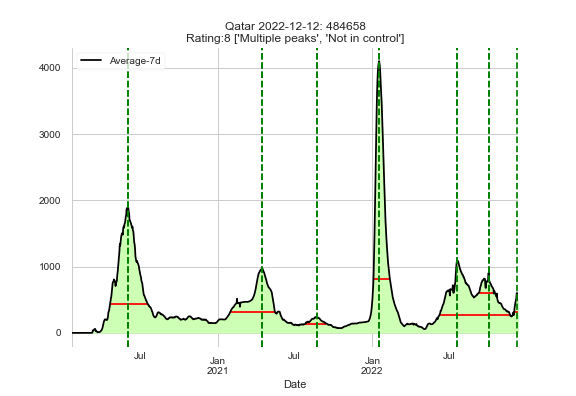 Qatar 2022-12-12: 484658
Rating:8 ['Multiple peaks', 'Not in control']
Average-7d
4000
3000
2000
1000
0
Jul
Jan
2021
Jul
Jan
2022
Jul
Date